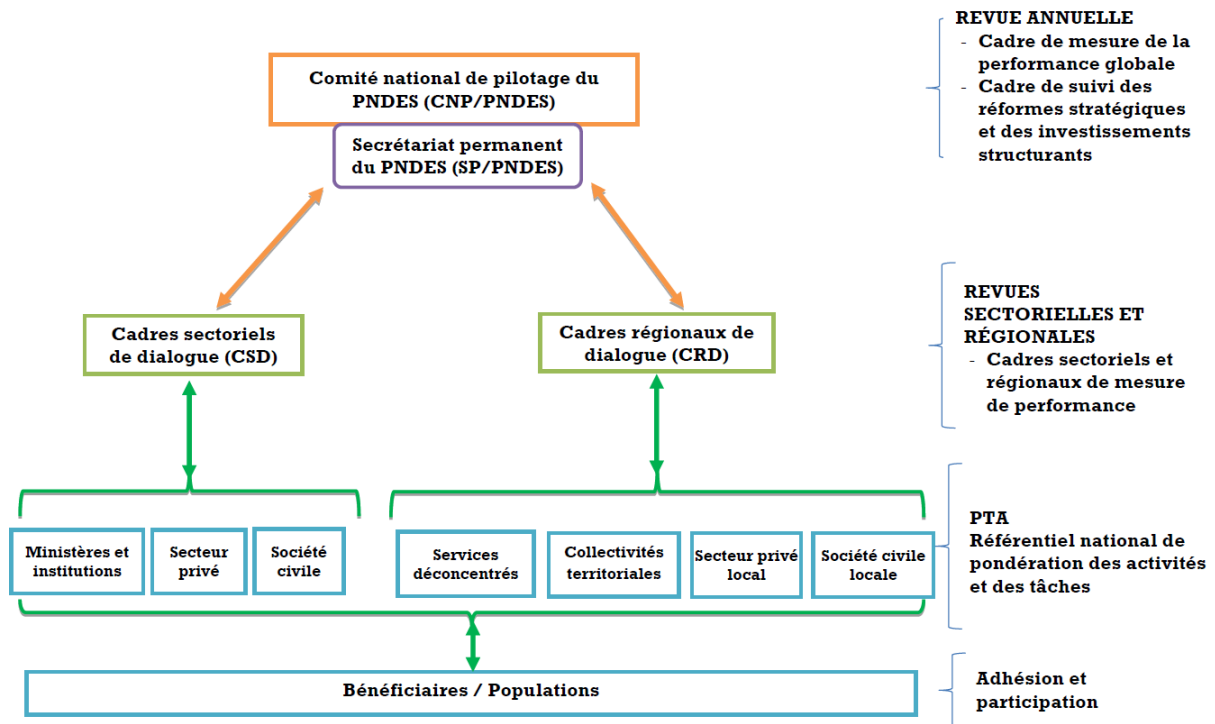 REVUE ANNUELLE
- Cadre de mesure de la
performance globale
- Cadre de suivi des
réformes stratégiques
et des investissements
structurants
Comité national de pilotage du
PNDES (CNP/PNDES)
Secrétariat permanent
du PNDES (SP/PNDES)
Cadres sectoriels
de dialogue (CSD)
Cadres régionaux de
dialogue (CRD)
REVUES
SECTORIELLES ET
RÉGIONALES
- Cadres sectoriels et
régionaux de mesure
de performance
Ministères et
institutions
Secteur
privé
Société
civile
Services
déconcentrés
Collectivités
territoriales
Secteur privé
local
Société civile
locale
PTA
Référentiel national de
pondération des activités
et des tâches
Bénéficiaires / Populations
Adhésion et
participation